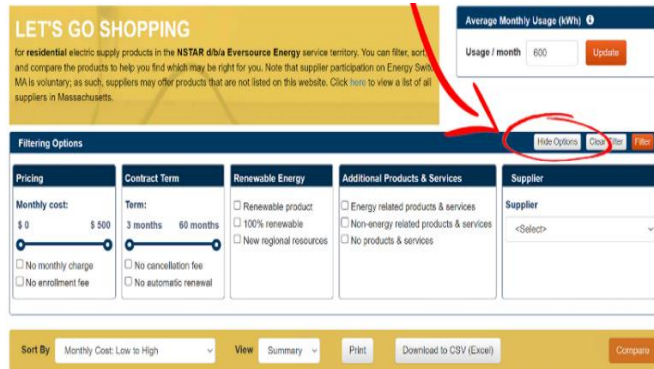 LET'S GO SHOPPING
for residential electric supply products in the NSTAR d/b/a Eversource Energy service
territory. You can filter, sort,
and compare the products to help you find which may be right for you. Note that supplier
participation on Energy Switch
MA is voluntary; as such, suppliers may offer products that are not listed on this website. Click here to view a list of all
suppliers in Massachusetts.
Average Monthly Usage (kWh)
Usage / month 600 Update
Filtering Options
Hide Options Clear Filter Filter
Pricing
Monthly cost:
$ 0 $ 500
No monthly charge
No enrollment fee
Contract Term
Term:
3 months 60 months
No cancellation fee
No automatic renewal
Renewable Energy
Renewable product
100% renewable
New regional resources
Additional Products & Services
Energy related products & services
Non-energy related products & services
No products & services
Supplier
Supplier
<Select>
Sort By Monthly Cost: Low to High View Summary Print Download to CSV (Excel) Compare